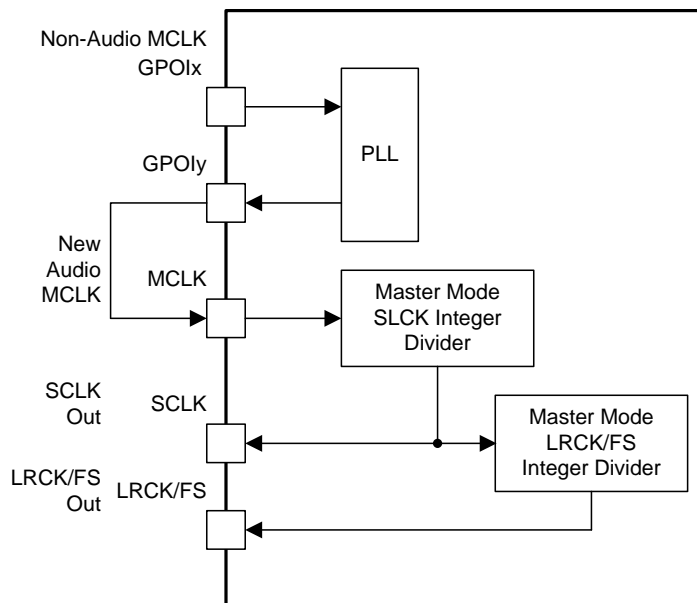 Non-Audio MCLK
GPOIx
PLL
GPOIy
New
Audio
MCLK
MCLK
Master Mode
SLCK Integer
Divider
SCLK
Out
SCLK
Master Mode
LRCK/FS
Integer Divider
LRCK/FS
Out
LRCK/FS